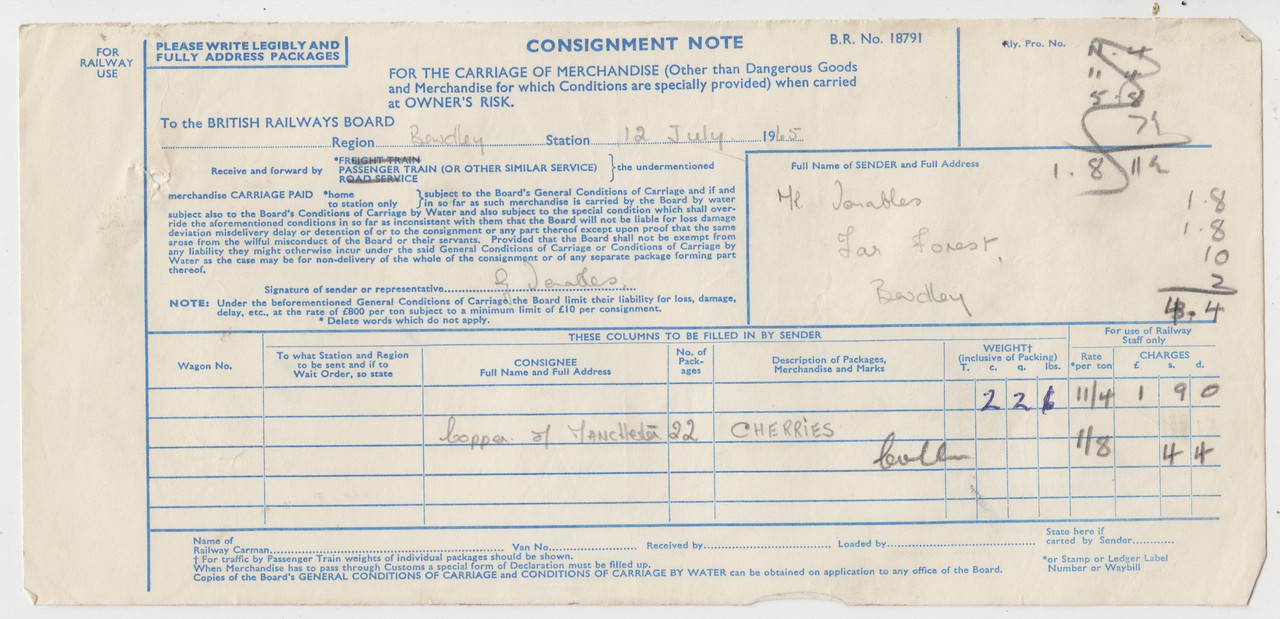 FOR
RAILWAY
USE
PLEASE WRITE LEGIBLY AND
FULLY ADDRESS PACKAGES
CONSIGNMENT NOTE
B.R. No. 18791
Rly. Pro. No.
FOR THE CARRIAGE OF MERCHANDISE (Other than Dangerous Goods
and Merchandise for which Conditions are specially provided) when carried
at OWNER'S RISK.
To the BRITISH RAILWAYS BOARD
Region Bewdley Station 12 July 1965
Receive and forward by *FREIGHT TRAIN
PASSENGER TRAIN (OR OTHER SIMILAR SERVICE) the undermentioned
ROAD SERVICE
merchandise CARRIAGE PAID *home
to station only
subject to the Board's General Conditions of Carriage and if and
in so far as such merchandise is carried by the Board by water
subject also to the Board's Conditions of Carriage by Water and also subject to the special condition which shall over-
ride the aforementioned conditions in so far as inconsistent with them that the Board will not be liable for loss damage
deviation misdelivery delay or detention of or to the consignment or any part thereof except upon proof that the same
arose from the wilful misconduct of the Board or their servants. Provided that the Board shall not be exempt from
any liability they might otherwise incur under the said General Conditions of Carriage or Conditions of Carriage by
Water as the case may be for non-delivery of the whole of the consignment or of any separate package forming part
thereof.
Signature of sender or representative G Venables.
NOTE: Under the beforementioned General Conditions of Carriage the Board limit their liability for loss, damage,
delay, etc., at the rate of £800 per ton subject to a minimum limit of £10 per consignment.
* Delete words which do not apply.
Full Name of SENDER and Full Address
Mr Venables
Far Forest,
Bewdley
11
5.8
1.8
1.8
1.8
10
2
4
THESE COLUMNS TO BE FILLED IN BY SENDER
For use of Railway
Staff only
Wagon No.
To what Station and Region
to be sent and if to
Wait Order, so state
CONSIGNEE
Full Name and Full Address
No. of
Pack-
ages
Description of Packages,
Merchandise and Marks
WEIGHT†
(inclusive of Packing)
T. c. q. lbs.
Rate
*per ton
CHARGES
£ s. d.
2 2 11/4 1 9 0
of Manchester 22 CHERRIES
1/8 4 4
Name of
Railway Carman
Van No.
Received by
Loaded by
State here if
carted by Sender
† For traffic by Passenger Train weights of individual packages should be shown.
When Merchandise has to pass through Customs a special form of Declaration must be filled up.
Copies of the Board's GENERAL CONDITIONS OF CARRIAGE and CONDITIONS OF CARRIAGE BY WATER can be obtained on application to any office of the Board.
*or Stamp or Ledger Label
Number or Waybill